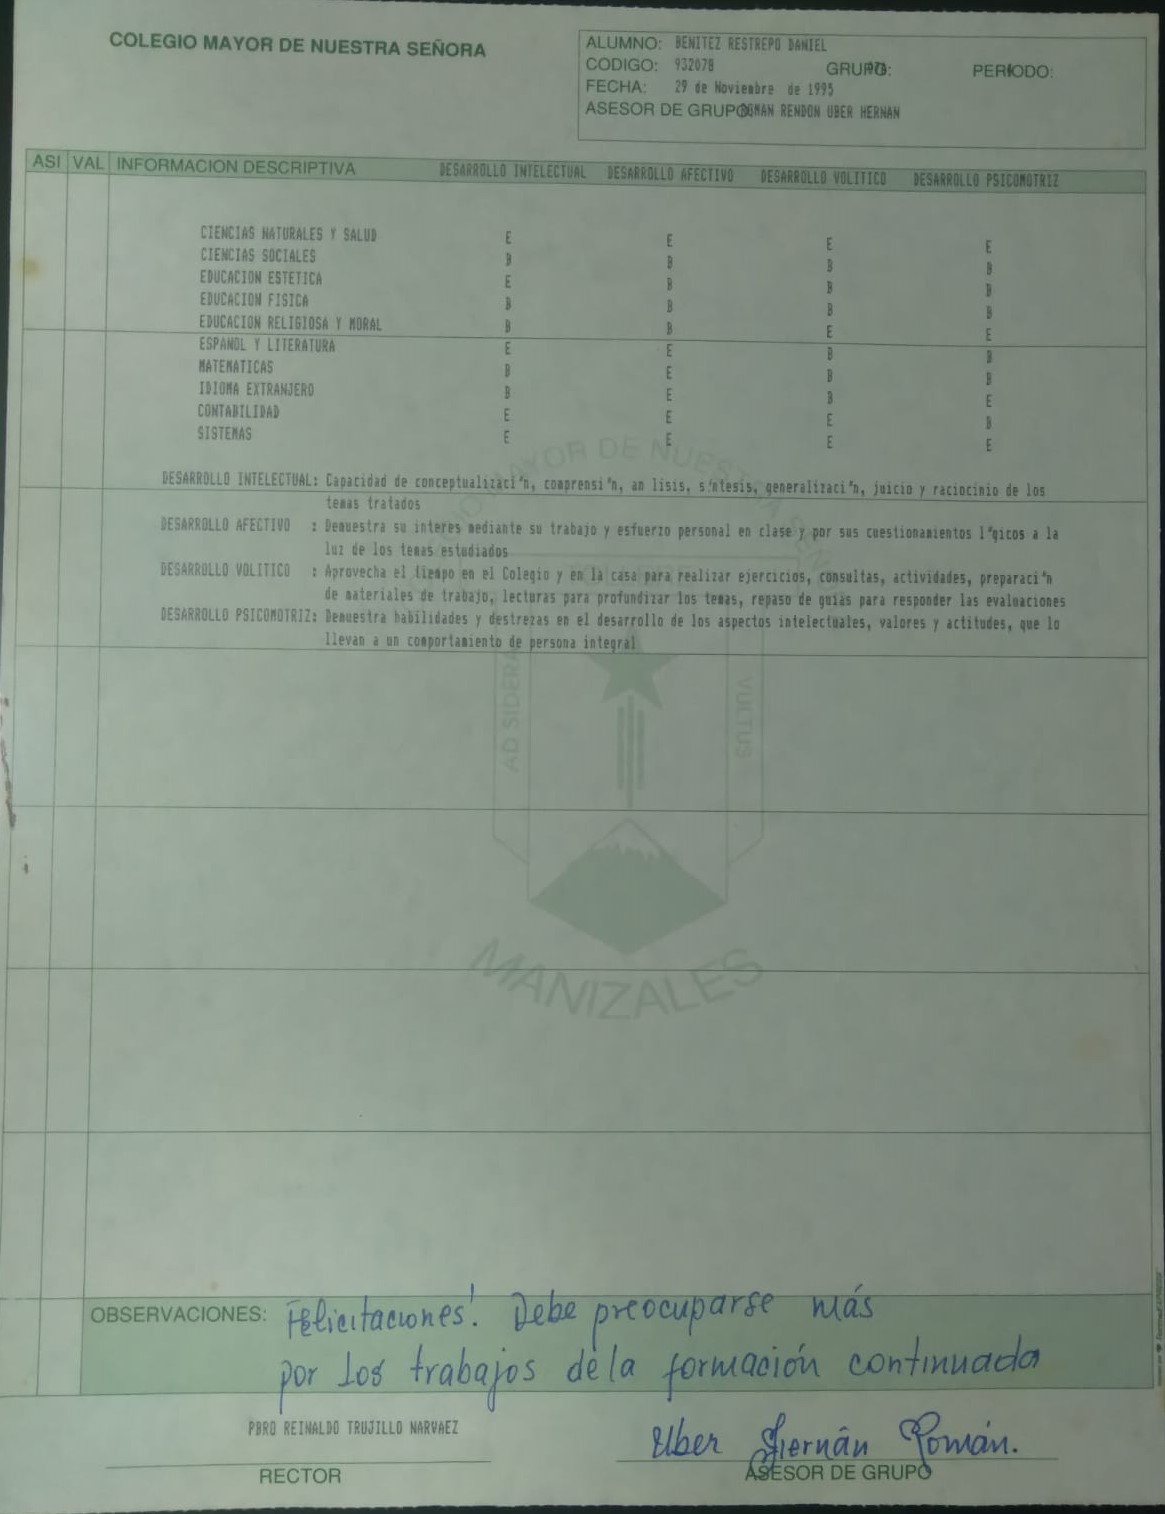 COLEGIO MAYOR DE NUESTRA SEÑORA
ALUMNO: BENITEZ RESTREPO DANIEL
CODIGO: 932078 GRUPO: PERIODO:
FECHA: 29 de Noviembre de 1995
ASESOR DE GRUPO ROMAN RENDON UBER HERNAN
ASI VAL INFORMACION DESCRIPTIVA DESARROLLO INTELECTUAL DESARROLLO AFECTIVO DESARROLLO VOLITICO DESARROLLO PSICOMOTRIZ
CIENCIAS NATURALES Y SALUD E E E E
CIENCIAS SOCIALES B B B B
EDUCACION ESTETICA E B B B
EDUCACION FISICA B B B B
EDUCACION RELIGIOSA Y MORAL B B E E
ESPANOL Y LITERATURA E E B B
MATEMATICAS B E B B
IDIOMA EXTRANJERO B E B E
CONTABILIDAD E E E B
SISTEMAS E E E E
DESARROLLO INTELECTUAL: Capacidad de conceptualizaci"n, comprensi"n, an lisis, s;ntesis, generalizaci"n, juicio y raciocinio de los
temas tratados
DESARROLLO AFECTIVO : Demuestra su interes mediante su trabajo y esfuerzo personal en clase y por sus cuestionamientos l"gicos a la
luz de los temas estudiados
DESARROLLO VOLITICO : Aprovecha el tiempo en el Colegio y en la casa para realizar ejercicios, consultas, actividades, preparaci"n
de materiales de trabajo, lecturas para profundizar los temas, repaso de guias para responder las evaluaciones
DESARROLLO PSICOMOTRIZ: Demuestra habilidades y destrezas en el desarrollo de los aspectos intelectuales, valores y actitudes, que lo
llevan a un comportamiento de persona integral
AD SIDERA
VULTUS
MANIZALES
OBSERVACIONES: Felicitaciones! Debe preocuparse más
por los trabajos de la formación continuada
PBRO REINALDO TRUJILLO NARVAEZ
Uber Hernán Román.
RECTOR
ASESOR DE GRUPO